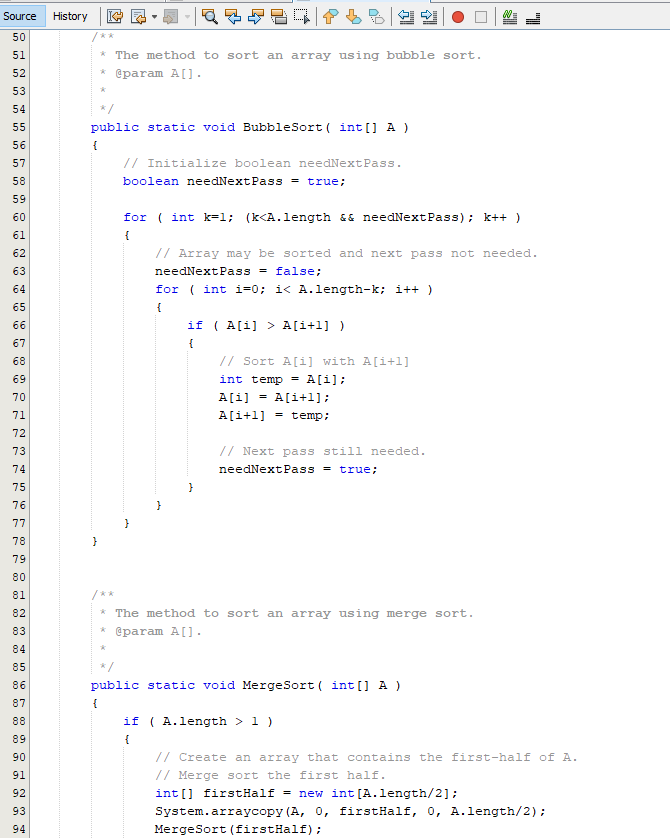 Source History
50 /**
51 * The method to sort an array using bubble sort.
52 * @param A[].
53 *
54 */
55 public static void BubbleSort( int[] A )
56 {
57 // Initialize boolean needNextPass.
58 boolean needNextPass = true;
59
60 for ( int k=1; (k<A.length && needNextPass); k++ )
61 {
62 // Array may be sorted and next pass not needed.
63 needNextPass = false;
64 for ( int i=0; i< A.length-k; i++ )
65 {
66 if ( A[i] > A[i+1] )
67 {
68 // Sort A[i] with A[i+1]
69 int temp = A[i];
70 A[i] = A[i+1];
71 A[i+1] = temp;
72
73 // Next pass still needed.
74 needNextPass = true;
75 }
76 }
77 }
78 }
79
80
81 /**
82 * The method to sort an array using merge sort.
83 * @param A[].
84 *
85 */
86 public static void MergeSort( int[] A )
87 {
88 if ( A.length > 1 )
89 {
90 // Create an array that contains the first-half of A.
91 // Merge sort the first half.
92 int[] firstHalf = new int[A.length/2];
93 System.arraycopy(A, 0, firstHalf, 0, A.length/2);
94 MergeSort(firstHalf);